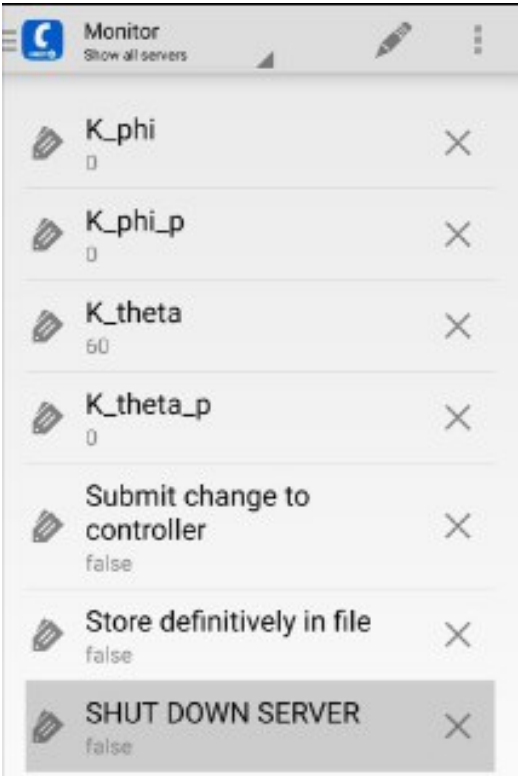 Monitor
Show all servers
K_phi
0
K_phi_p
0
K_theta
60
K_theta_p
0
Submit change to
controller
false
Store definitively in file
false
SHUT DOWN SERVER
false